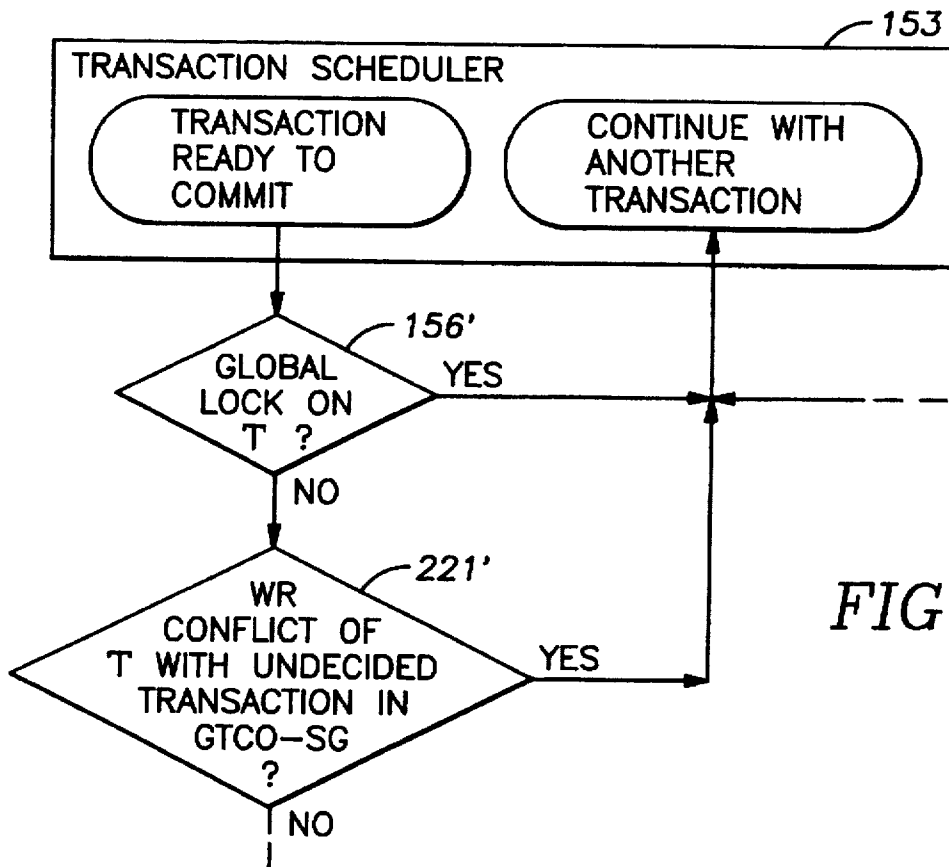 153
TRANSACTION SCHEDULER
TRANSACTION
READY TO
COMMIT
CONTINUE WITH
ANOTHER
TRANSACTION
156'
GLOBAL
LOCK ON
T ?
YES
NO
221'
WR
CONFLICT OF
T WITH UNDECIDED
TRANSACTION IN
GTCO-SG
?
YES
NO
FIG